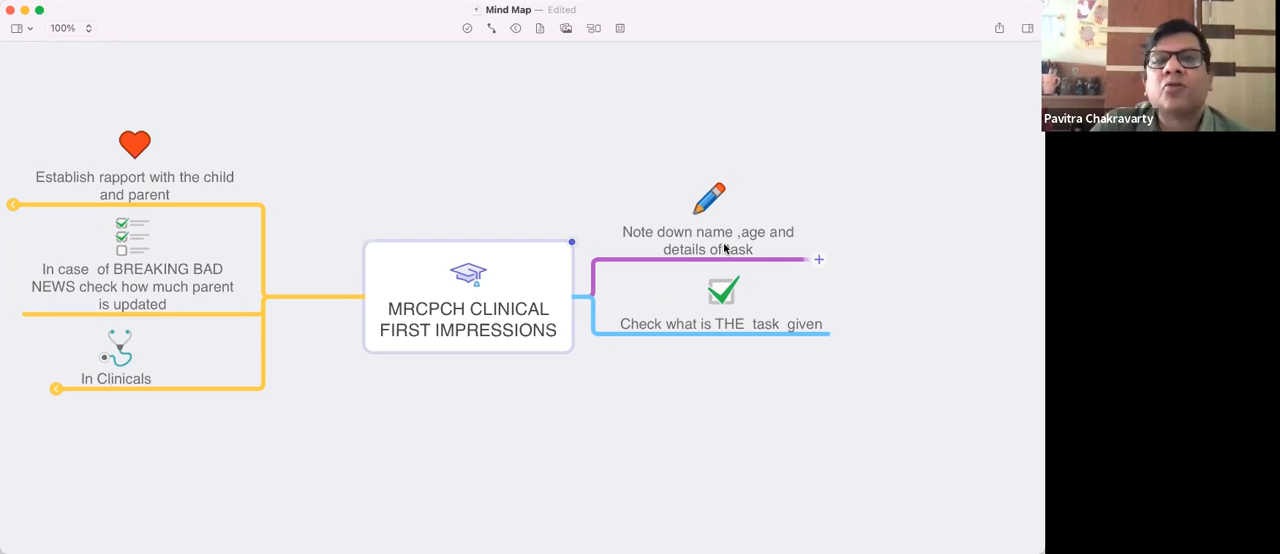 Mind Map — Edited
100%
Pavitra Chakravarty
Establish rapport with the child
and parent
In case of BREAKING BAD
NEWS check how much parent
is updated
In Clinicals
MRCPCH CLINICAL
FIRST IMPRESSIONS
Note down name ,age and
details of task
Check what is THE task given